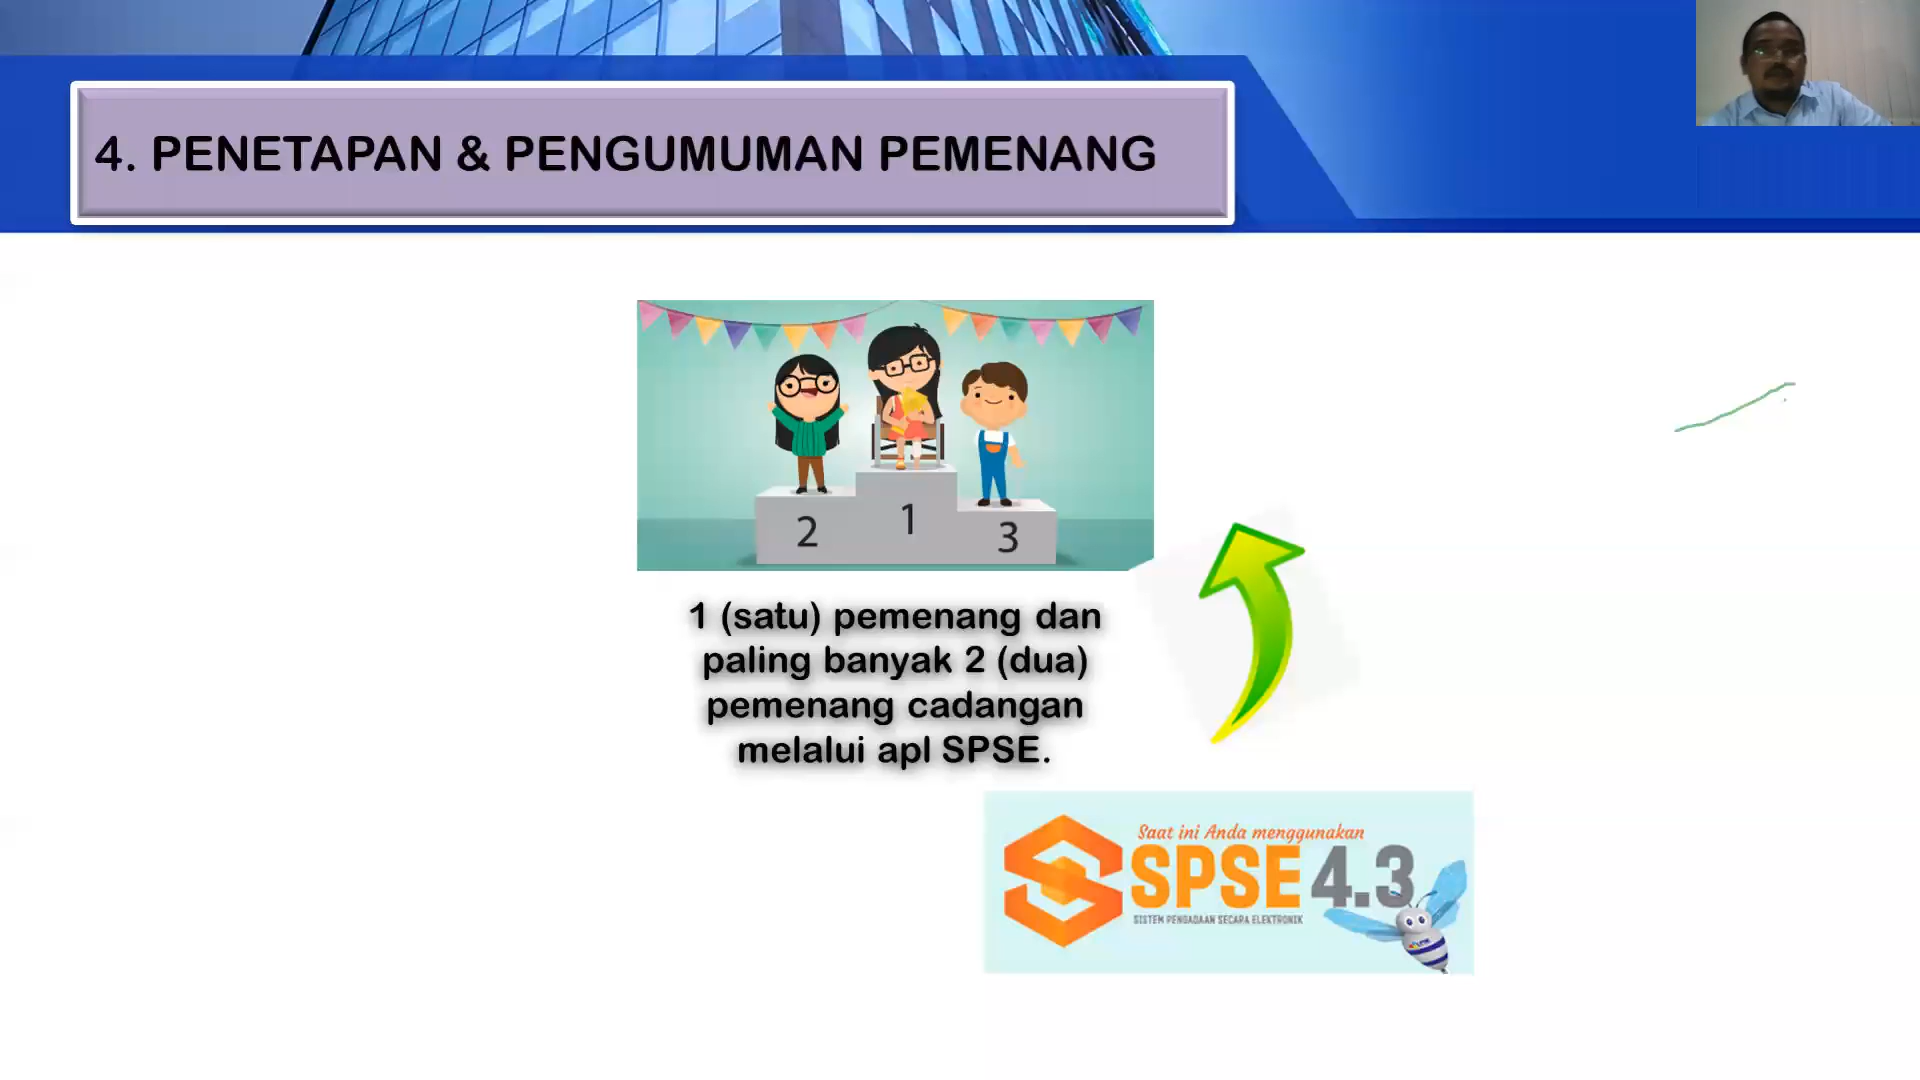 4. PENETAPAN & PENGUMUMAN PEMENANG
2
1
3
1 (satu) pemenang dan
paling banyak 2 (dua)
pemenang cadangan
melalui apl SPSE.
Saat ini Anda menggunakan
SPSE 4.3
SISTEM PENGADAAN SECARA ELEKTRONIK